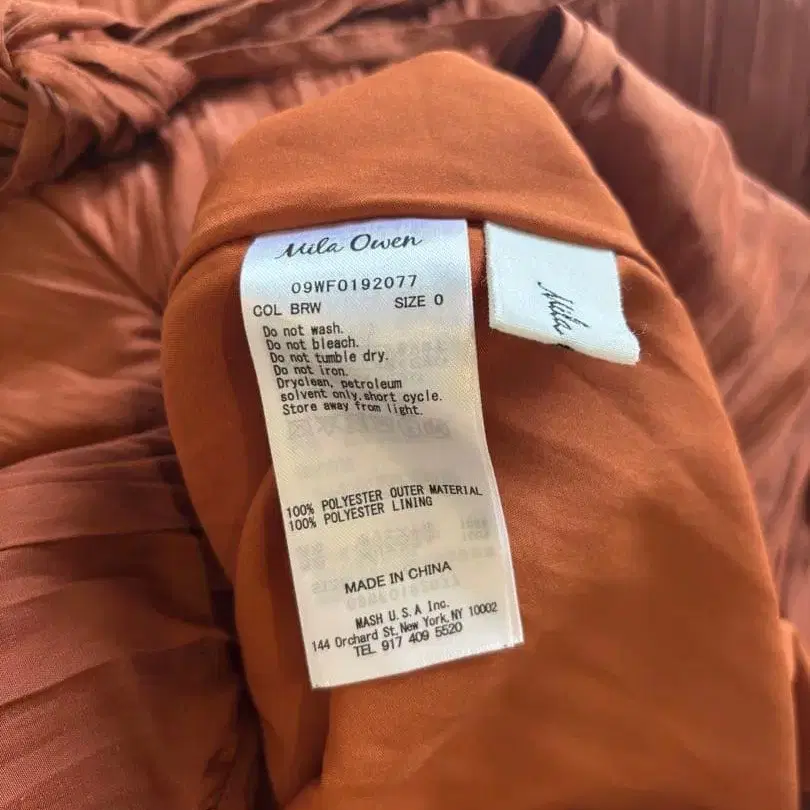 Mila Owen
09WF0192077
COL BRW SIZE 0
Do not wash.
Do not bleach.
Do not tumble dry.
Do not iron.
Dryclean, petroleum
solvent only, short cycle.
Store away from light.
100% POLYESTER OUTER MATERIAL
100% POLYESTER LINING
MADE IN CHINA
MASH U.S.A Inc.
144 Orchard St, New York, NY 10002
TEL 917 409 5520
Mila